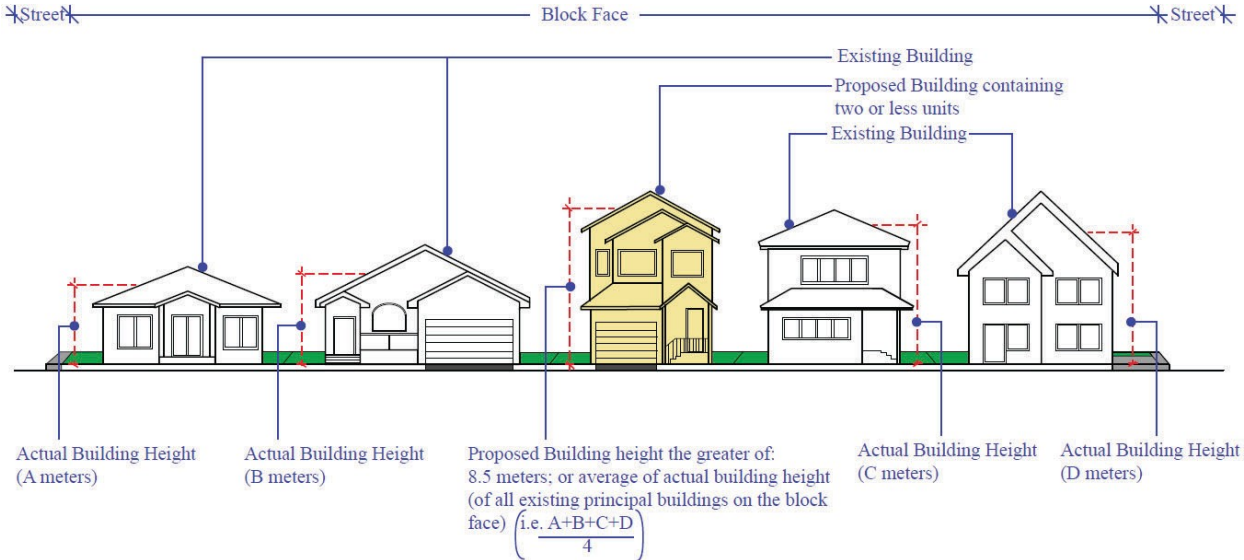 Street
Block Face
Street
Existing Building
Proposed Building containing
two or less units
Existing Building
Actual Building Height
(A meters)
Actual Building Height
(B meters)
Proposed Building height the greater of:
8.5 meters; or average of actual building height
(of all existing principal buildings on the block
face) (i.e. A+B+C+D
4)
Actual Building Height
(C meters)
Actual Building Height
(D meters)